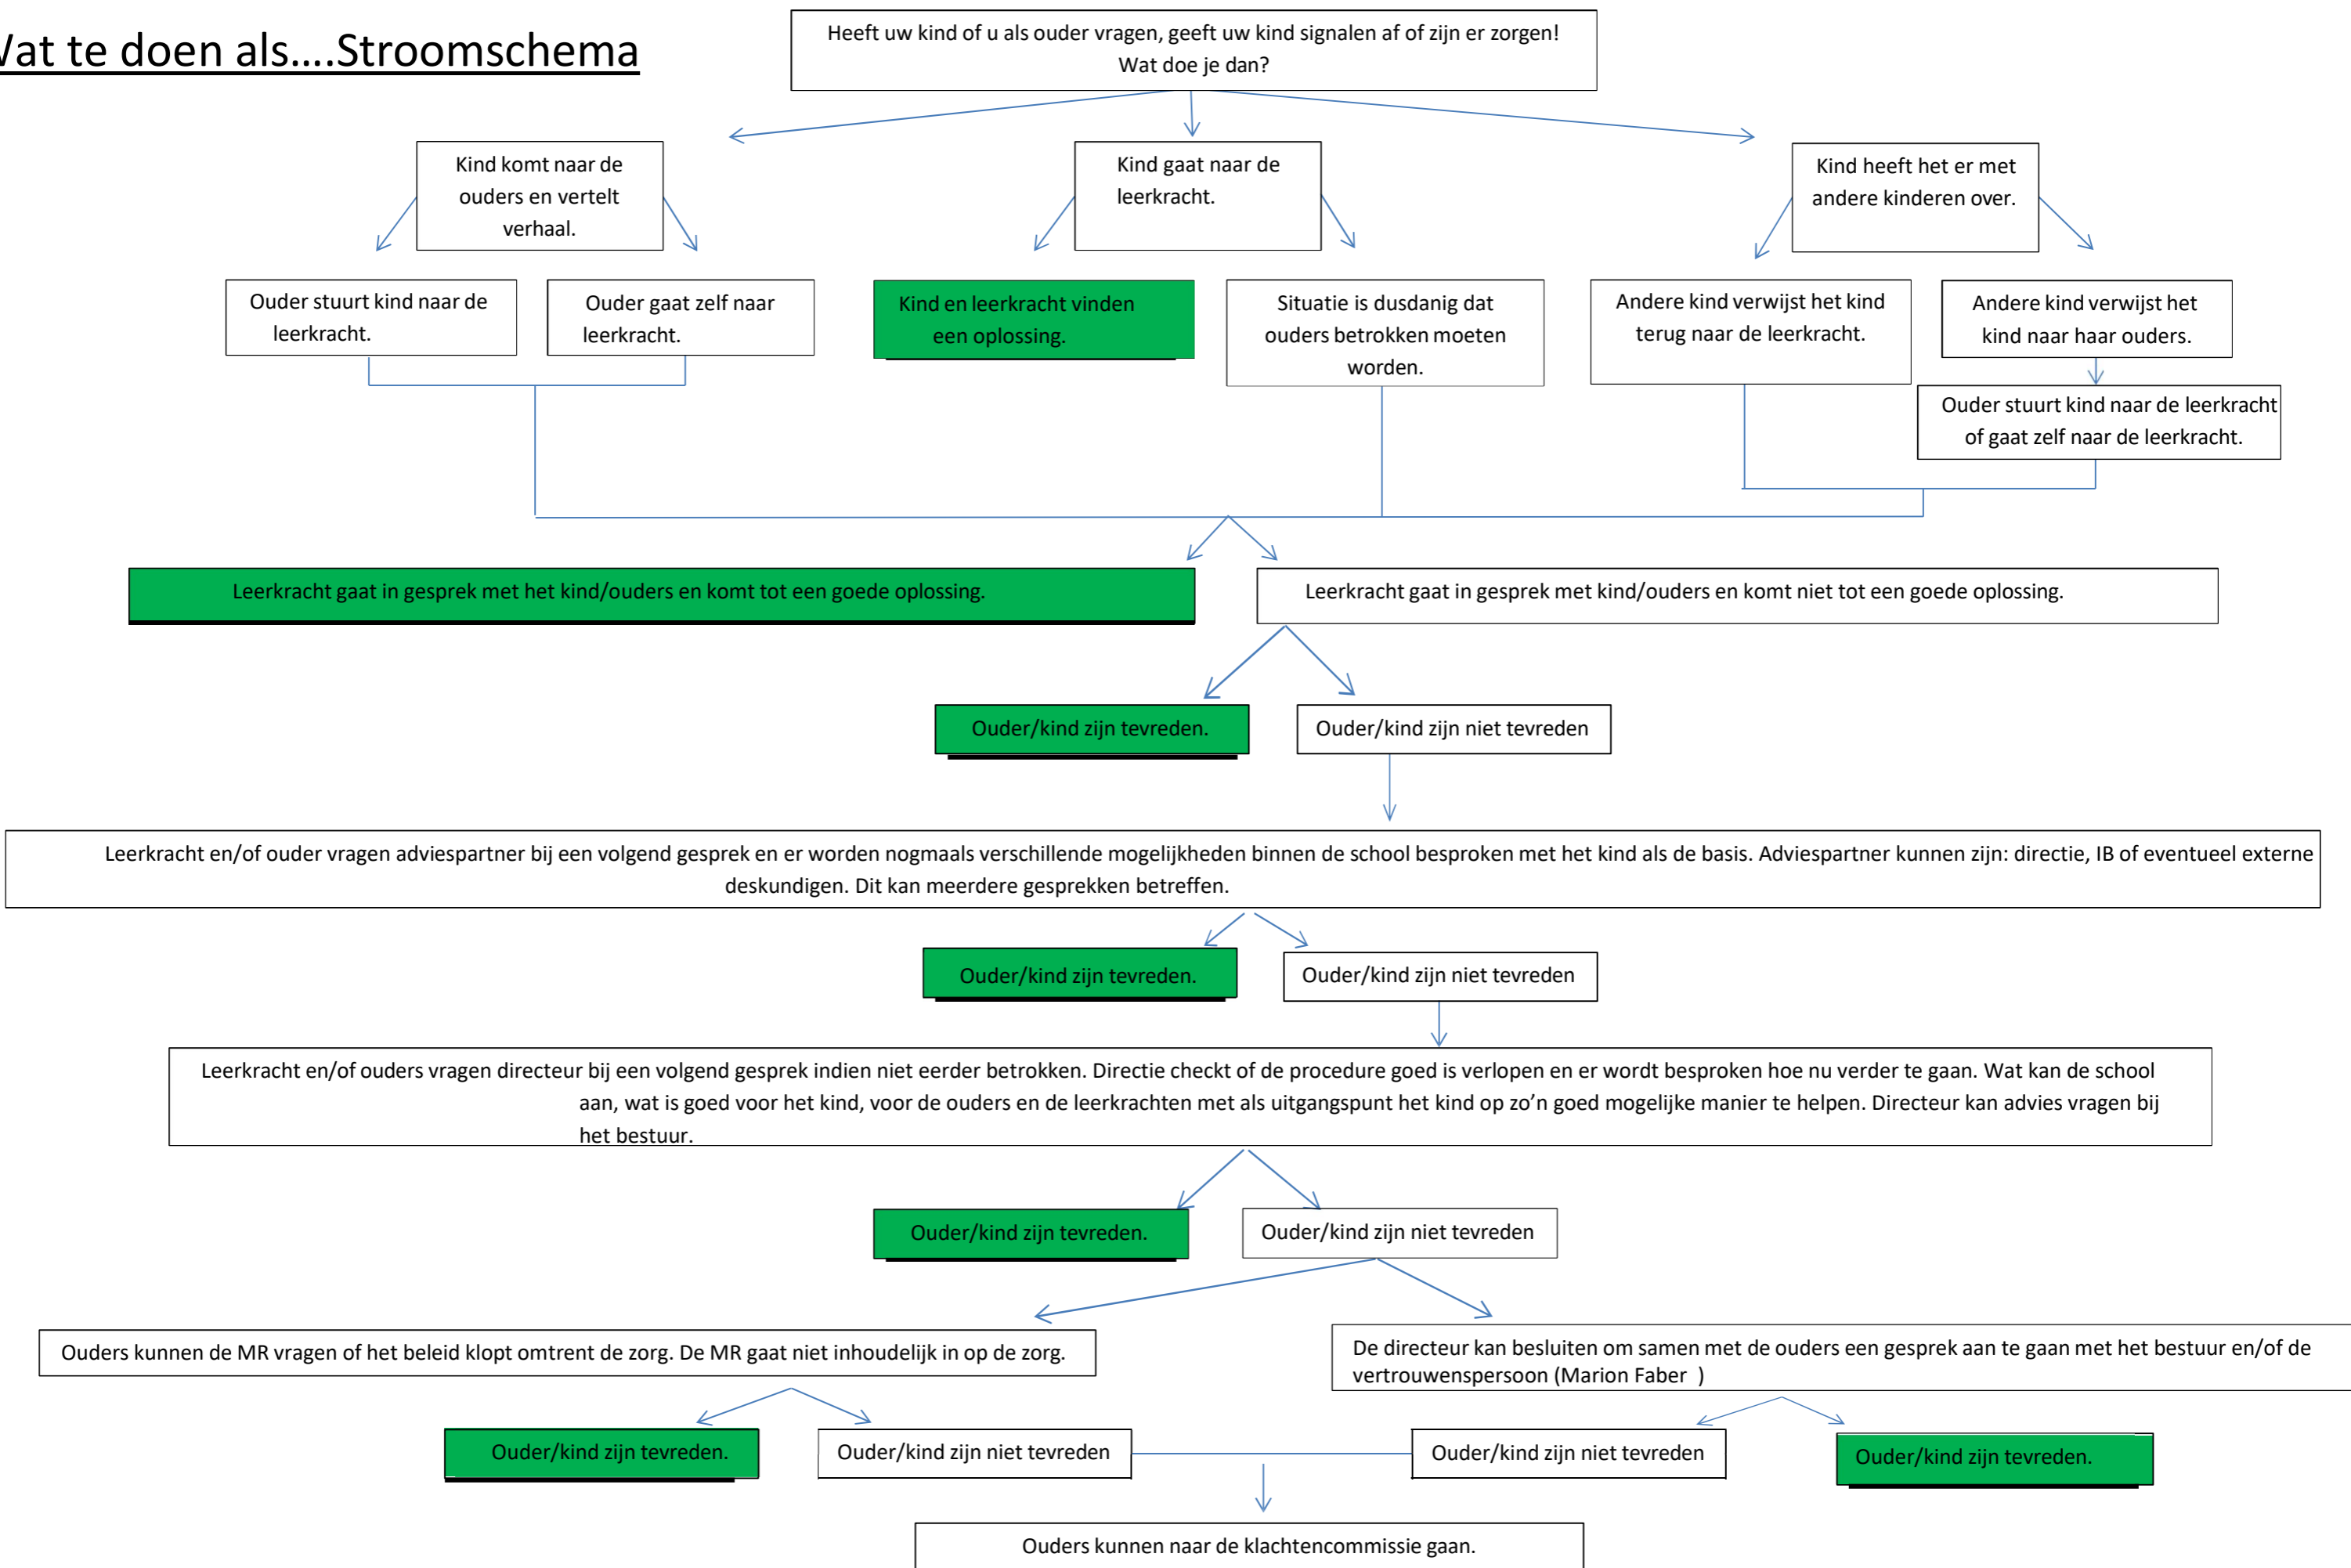 Wat te doen als....Stroomschema
Heeft uw kind of u als ouder vragen, geeft uw kind signalen af of zijn er zorgen!
Wat doe je dan?
Kind komt naar de
ouders en vertelt
verhaal.
Kind gaat naar de
leerkracht.
Kind heeft het er met
andere kinderen over.
Ouder stuurt kind naar de
leerkracht.
Ouder gaat zelf naar
leerkracht.
Kind en leerkracht vinden
een oplossing.
Situatie is dusdanig dat
ouders betrokken moeten
worden.
Andere kind verwijst het kind
terug naar de leerkracht.
Andere kind verwijst het
kind naar haar ouders.
Ouder stuurt kind naar de leerkracht
of gaat zelf naar de leerkracht.
Leerkracht gaat in gesprek met het kind/ouders en komt tot een goede oplossing.
Leerkracht gaat in gesprek met kind/ouders en komt niet tot een goede oplossing.
Ouder/kind zijn tevreden.
Ouder/kind zijn niet tevreden
Leerkracht en/of ouder vragen adviespartner bij een volgend gesprek en er worden nogmaals verschillende mogelijkheden binnen de school besproken met het kind als de basis. Adviespartner kunnen zijn: directie, IB of eventueel externe
deskundigen. Dit kan meerdere gesprekken betreffen.
Ouder/kind zijn tevreden.
Ouder/kind zijn niet tevreden
Leerkracht en/of ouders vragen directeur bij een volgend gesprek indien niet eerder betrokken. Directie checkt of de procedure goed is verlopen en er wordt besproken hoe nu verder te gaan. Wat kan de school
aan, wat is goed voor het kind, voor de ouders en de leerkrachten met als uitgangspunt het kind op zo’n goed mogelijke manier te helpen. Directeur kan advies vragen bij
het bestuur.
Ouder/kind zijn tevreden.
Ouder/kind zijn niet tevreden
Ouders kunnen de MR vragen of het beleid klopt omtrent de zorg. De MR gaat niet inhoudelijk in op de zorg.
De directeur kan besluiten om samen met de ouders een gesprek aan te gaan met het bestuur en/of de
vertrouwenspersoon (Marion Faber )
Ouder/kind zijn tevreden.
Ouder/kind zijn niet tevreden
Ouder/kind zijn niet tevreden
Ouder/kind zijn tevreden.
Ouders kunnen naar de klachtencommissie gaan.